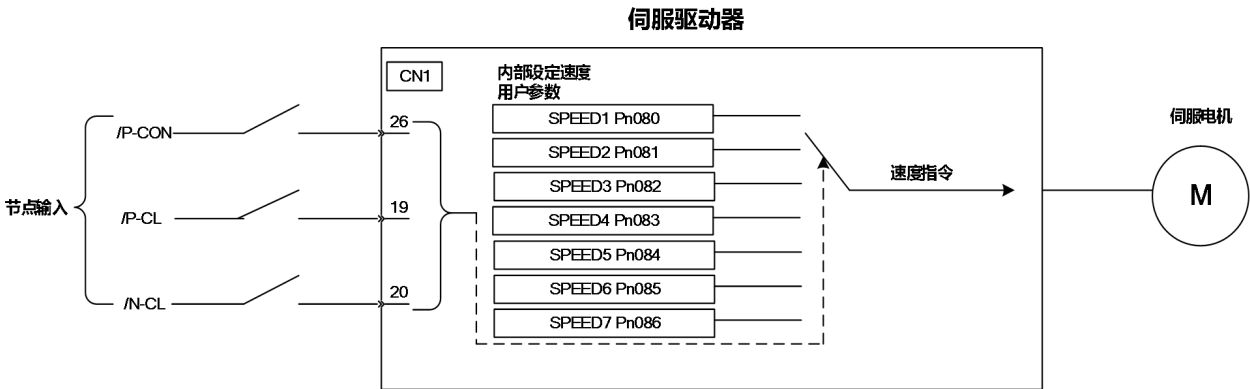 伺服驱动器
CN1
内部设定速度
用户参数
伺服电机
节点输入
/P-CON
26
/P-CL
19
/N-CL
20
SPEED1 Pn080
SPEED2 Pn081
SPEED3 Pn082
SPEED4 Pn083
SPEED5 Pn084
SPEED6 Pn085
SPEED7 Pn086
速度指令
M